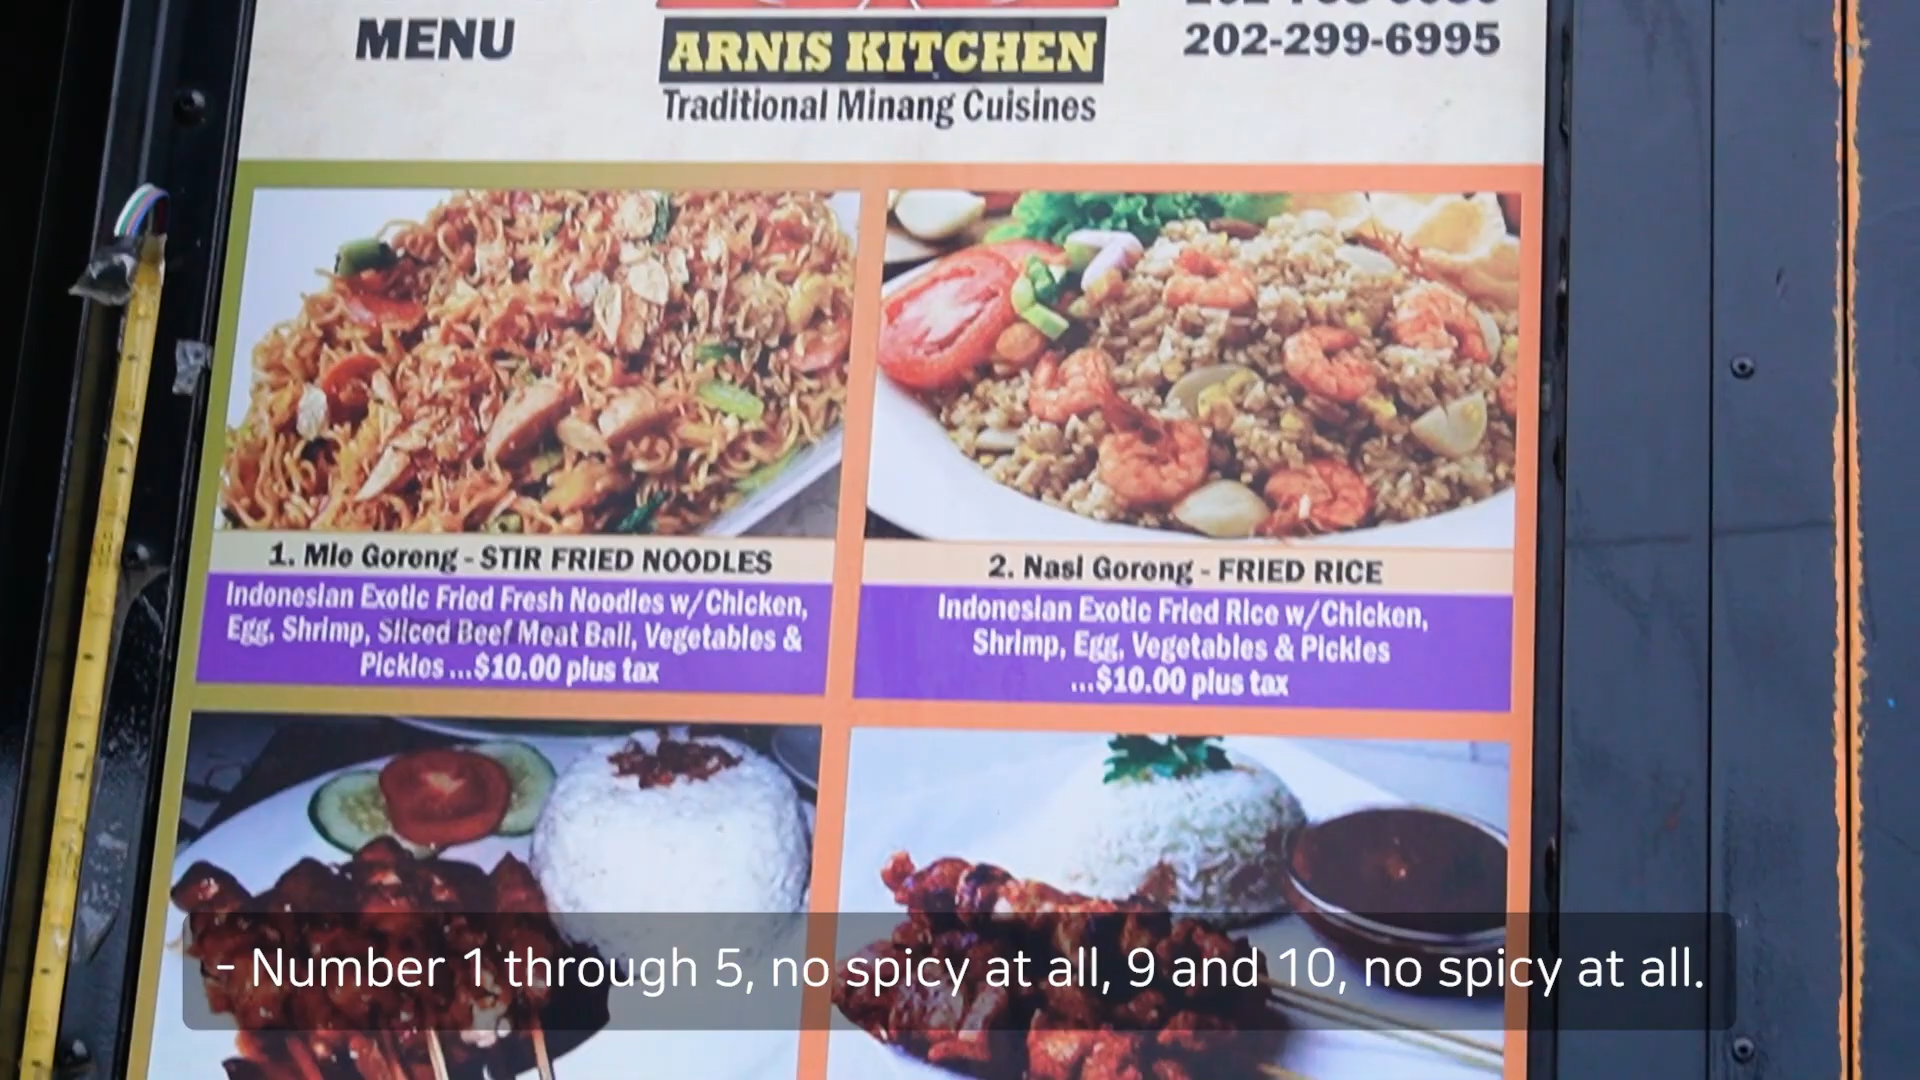 MENU
ARNIS KITCHEN
Traditional Minang Cuisines
202-299-6995
1. Mie Goreng - STIR FRIED NOODLES
Indonesian Exotic Fried Fresh Noodles w/Chicken,
Egg, Shrimp, Sliced Beef Meat Ball, Vegetables &
Pickles ...$10.00 plus tax
2. Nasi Goreng - FRIED RICE
Indonesian Exotic Fried Rice w/Chicken,
Shrimp, Egg, Vegetables & Pickles
...$10.00 plus tax
- Number 1 through 5, no spicy at all, 9 and 10, no spicy at all.